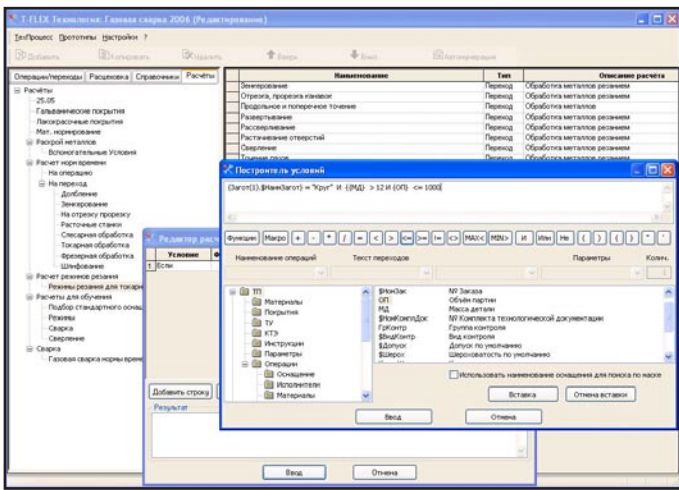 T-FLEX Технология: Газовая сварка 2006 (Редактирование)
ТехПроцесс Прототипы Настройки ?
Добавить Копировать Удалить Вверх Вниз Автонумерация
Операции/переходы Расцеховка Справочники Расчёты
Расчёты
25.05
Гальванические покрытия
Лакокрасочные покрытия
Мат. нормирование
Раскрой металлов
Вспомогательные Условия
Расчет норм времени
На операцию
На переход
Долбление
Зенкерование
На отрезку прорезку
Расточные станки
Слесарная обработка
Токарная обработка
Фрезерная обработка
Шлифование
Расчет режимов резания
Режимы резания для токарн
Расчеты для обучения
Подбор стандартного оснащ
Режимы
Сварка
Сверление
Сварка
Газовая сварка нормы време
Наименование Тип Описание расчёта
Зенкерование Переход Обработка металлов резанием
Отрезка, прорезка канавок Переход Обработка металлов резанием
Продольное и поперечное точение Переход Обработка металлов
Развертывание Переход Обработка металлов резанием
Рассверливание Переход Обработка металлов резанием
Растачивание отверстий Переход Обработка металлов резанием
Сверление Переход Обработка металлов резанием
Точение пазов
Редактор расч
Условие
1 Если
Добавить строку
Результат
Ввод Отмена
Построитель условий
{Загот(1).$НаимЗагот} = "Круг" И {{МД} > 12 И {ОП} <= 1000
Функции Макро + - * / = < > <= >= != <> MAX< MIN> И Или Не ( ) { } " '
Наименование операций Текст переходов Параметры Колич.
1
ТП
Материалы
Покрытия
ТУ
КТЭ
Инструкции
Параметры
Операции
Оснащение
Исполнители
Материалы
$НомЗак № Заказа
ОП Объём партии
МД Масса детали
$НомКомплДок № Комплекта технологической документации
ГрКонтр Группа контроля
$ВидКонтр Вид контроля
$Допуск Допуск по умолчанию
$Шерох Шероховатость по умолчанию
Использовать наименование оснащения для поиска по маске
Вставка Отмена вставки
Ввод Отмена